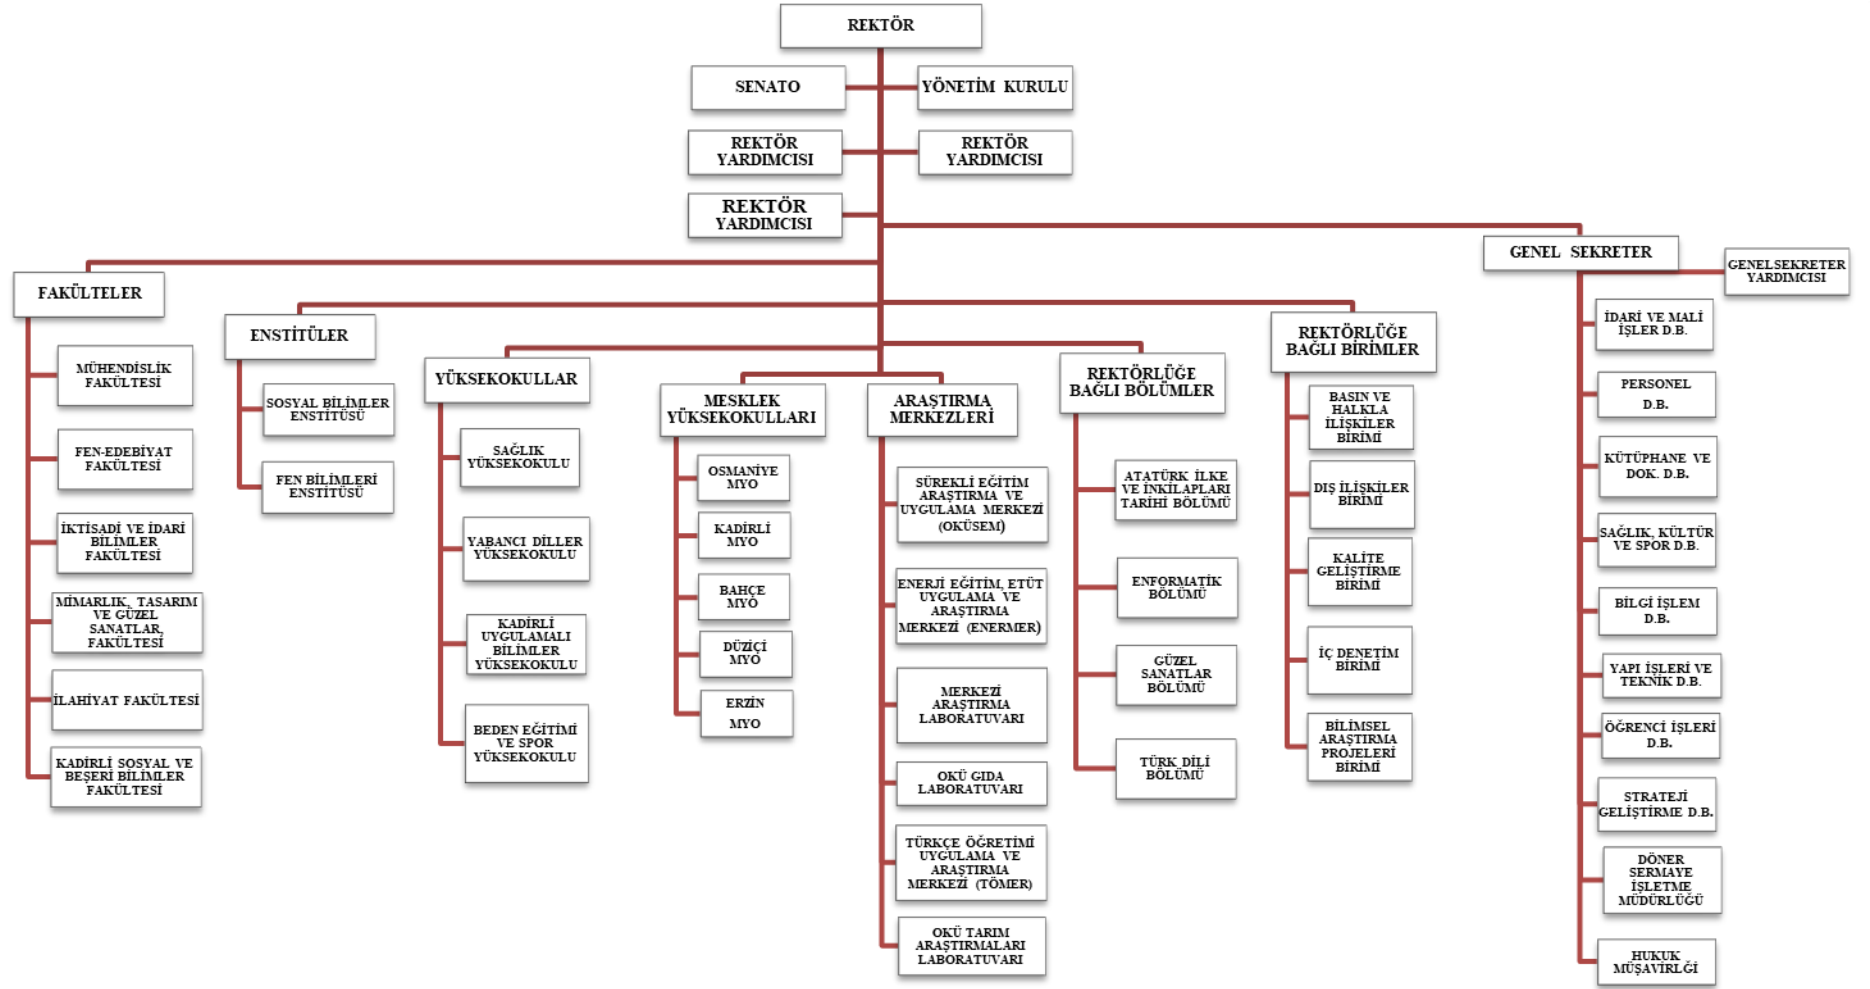 REKTÖR
SENATO
YÖNETİM KURULU
REKTÖR
YARDIMCISI
REKTÖR
YARDIMCISI
REKTÖR
YARDIMCISI
GENEL SEKRETER
GENELSEKRETER
YARDIMCISI
FAKÜLTELER
MÜHENDİSLİK
FAKÜLTESİ
FEN-EDEBİYAT
FAKÜLTESİ
İKTİSADİ VE İDARİ
BİLİMLER
FAKÜLTESİ
MİMARLIK, TASARIM
VE GÜZEL
SANATLAR,
FAKÜLTESİ
İLAHİYAT FAKÜLTESİ
KADİRLİ SOSYAL VE
BEŞERİ BİLİMLER
FAKÜLTESİ
ENSTİTÜLER
SOSYAL BİLİMLER
ENSTİTÜSÜ
FEN BİLİMLERİ
ENSTİTÜSÜ
YÜKSEKOKULLAR
SAĞLIK
YÜKSEKOKULU
YABANCI DİLLER
YÜKSEKOKULU
KADİRLİ
UYGULAMALI
BİLİMLER
YÜKSEKOKULU
BEDEN EĞİTİMİ
VE SPOR
YÜKSEKOKULU
MESKLEK
YÜKSEKOKULLARI
OSMANİYE
MYO
KADİRLİ
MYO
BAHÇE
MYO
DÜZİÇİ
MYO
ERZİN
MYO
ARAŞTIRMA
MERKEZLERİ
SÜREKLİ EĞİTİM
ARAŞTIRMA VE
UYGULAMA MERKEZİ
(OKÜSEM)
ENERJİ EĞİTİM, ETÜT
UYGULAMA VE
ARAŞTIRMA
MERKEZİ (ENERMER)
MERKEZİ
ARAŞTIRMA
LABORATUVARI
OKÜ GIDA
LABORATUVARI
TÜRKÇE ÖĞRETİMİ
UYGULAMA VE
ARAŞTIRMA
MERKEZİ (TÖMER)
OKÜ TARIM
ARAŞTIRMALARI
LABORATUVARI
REKTÖRLÜĞE
BAĞLI BÖLÜMLER
ATATÜRK İLKE
VE İNKİLAPLARI
TARİHİ BÖLÜMÜ
ENFORMATİK
BÖLÜMÜ
GÜZEL
SANATLAR
BÖLÜMÜ
TÜRK DİLİ
BÖLÜMÜ
REKTÖRLÜĞE
BAĞLI BİRİMLER
BASIN VE
HALKLA
İLİŞKİLER
BİRİMİ
DIŞ İLİŞKİLER
BİRİMİ
KALİTE
GELİŞTİRME
BİRİMİ
İÇ DENETİM
BİRİMİ
BİLİMSEL
ARAŞTIRMA
PROJELERİ
BİRİMİ
İDARİ VE MALİ
İŞLER D.B.
PERSONEL
D.B.
KÜTÜPHANE VE
DOK. D.B.
SAĞLIK, KÜLTÜR
VE SPOR D.B.
BİLGİ İŞLEM
D.B.
YAPI İŞLERİ VE
TEKNİK D.B.
ÖĞRENCİ İŞLERİ
D.B.
STRATEJİ
GELİŞTİRME D.B.
DÖNER
SERMAYE
İŞLETME
MÜDÜRLÜĞÜ
HUKUK
MÜŞAVİRLĞİ